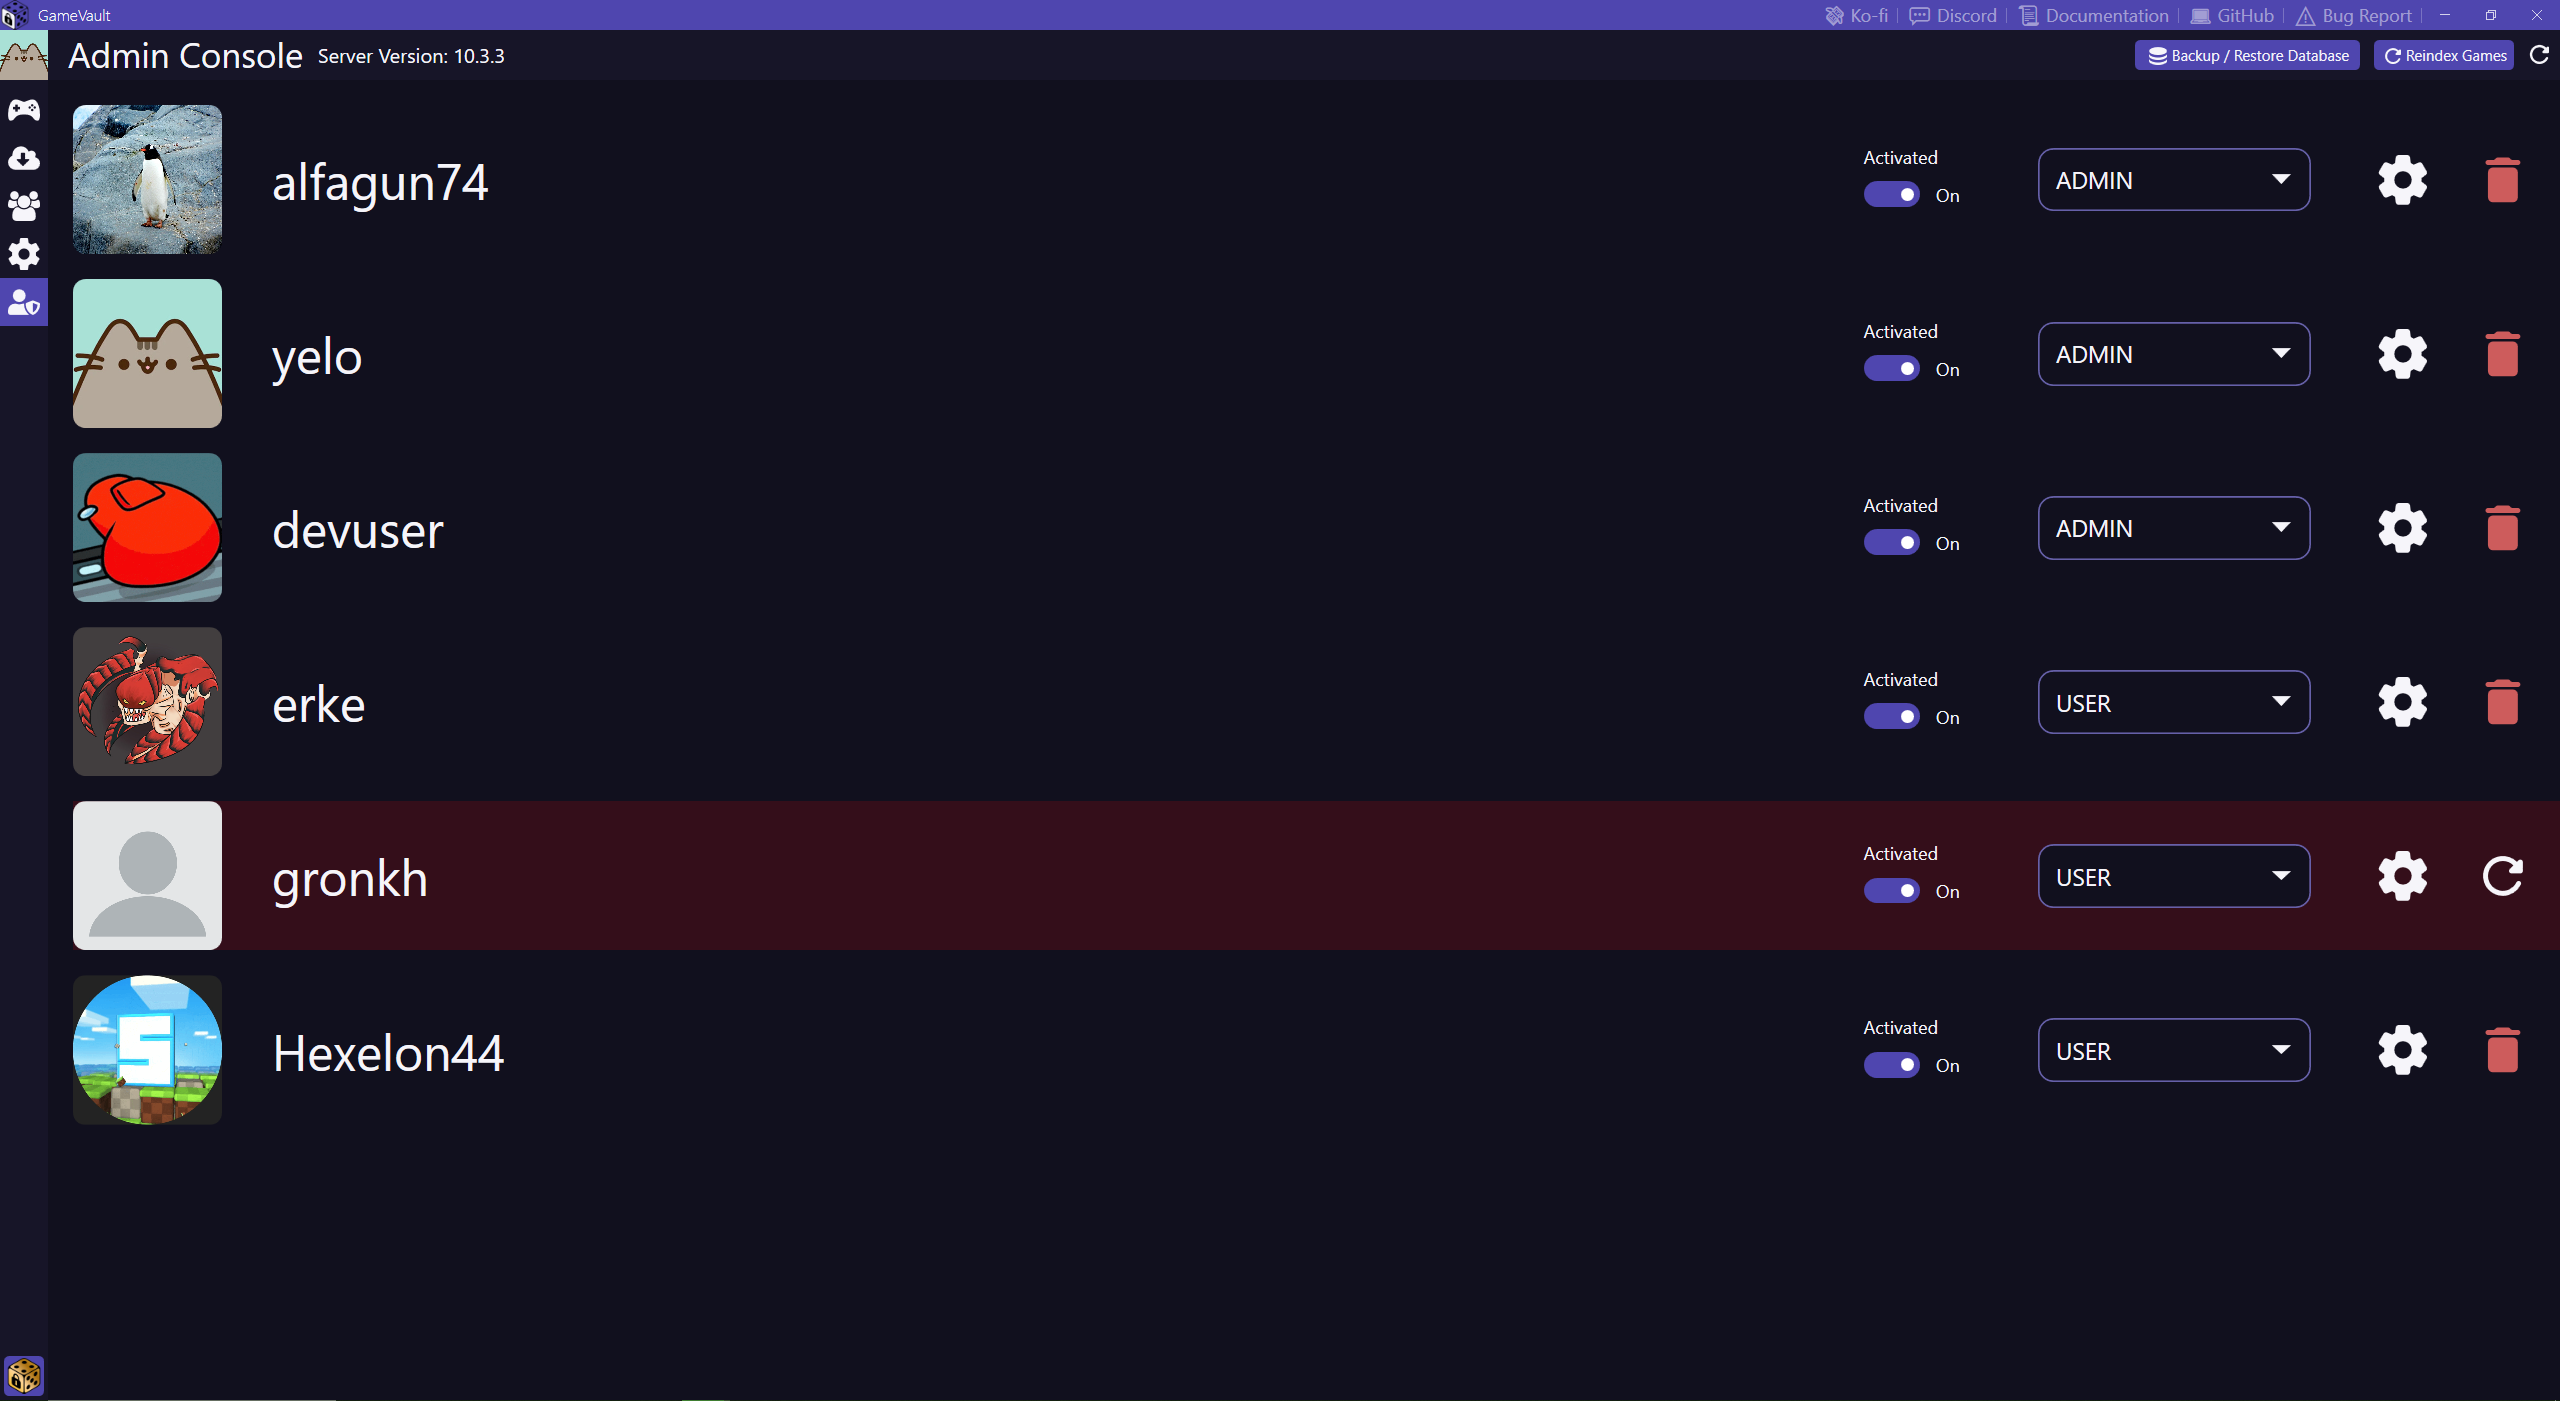 GameVault
Ko-fi
Discord
Documentation
GitHub
Bug Report
Admin Console
Server Version: 10.3.3
Backup / Restore Database
Reindex Games
alfagun74
Activated
On
ADMIN
yelo
Activated
On
ADMIN
devuser
Activated
On
ADMIN
erke
Activated
On
USER
gronkh
Activated
On
USER
S
Hexelon44
Activated
On
USER